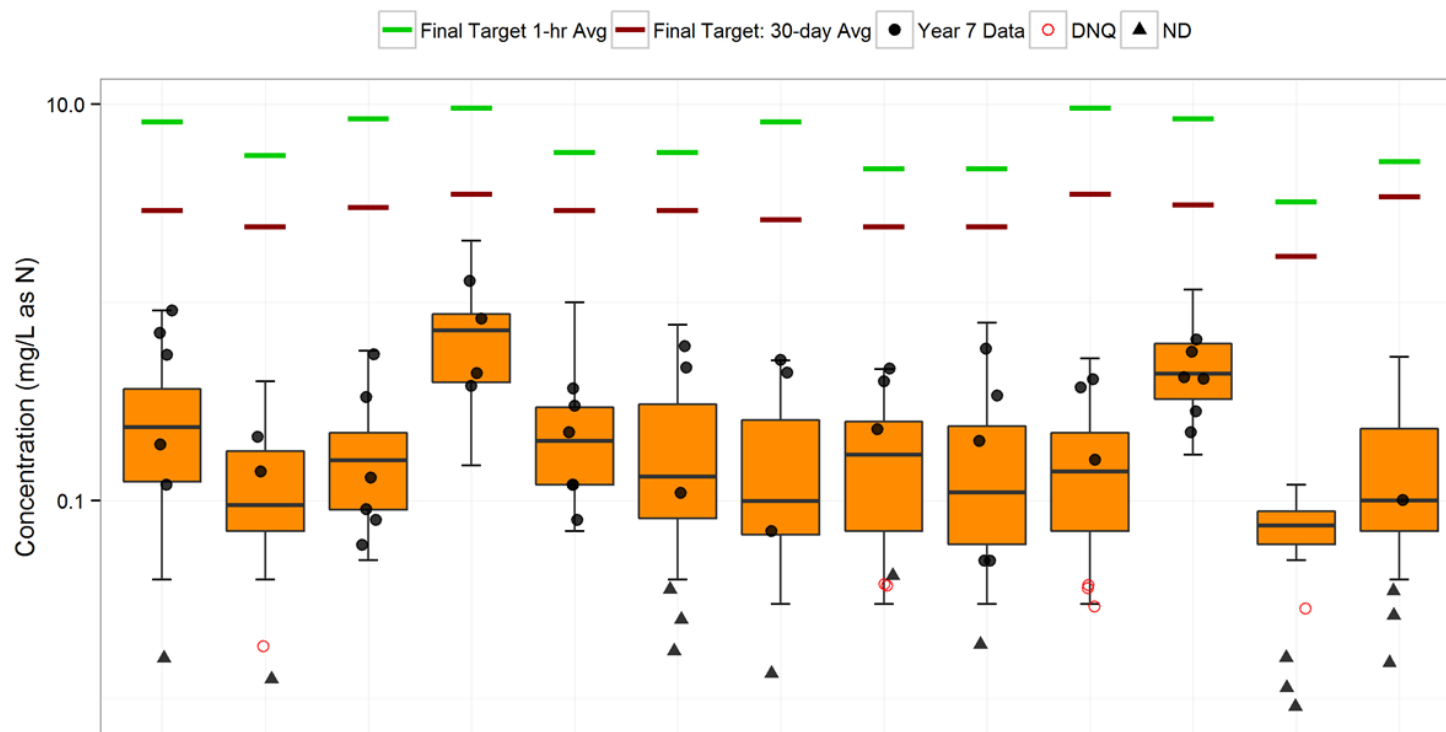 Final Target 1-hr Avg Final Target: 30-day Avg Year 7 Data DNQ ND
10.0
0.1
Concentration (mg/L as N)